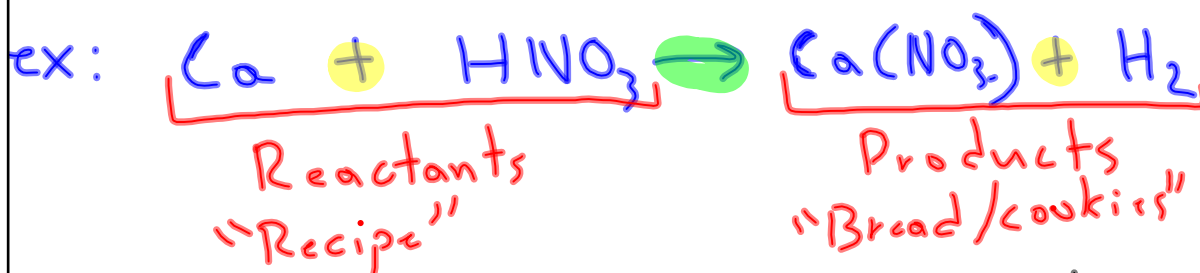 ex: Ca + HNO₃ → Ca(NO₃) + H₂
Reactants Products
"Recipe" "Bread/cookies"